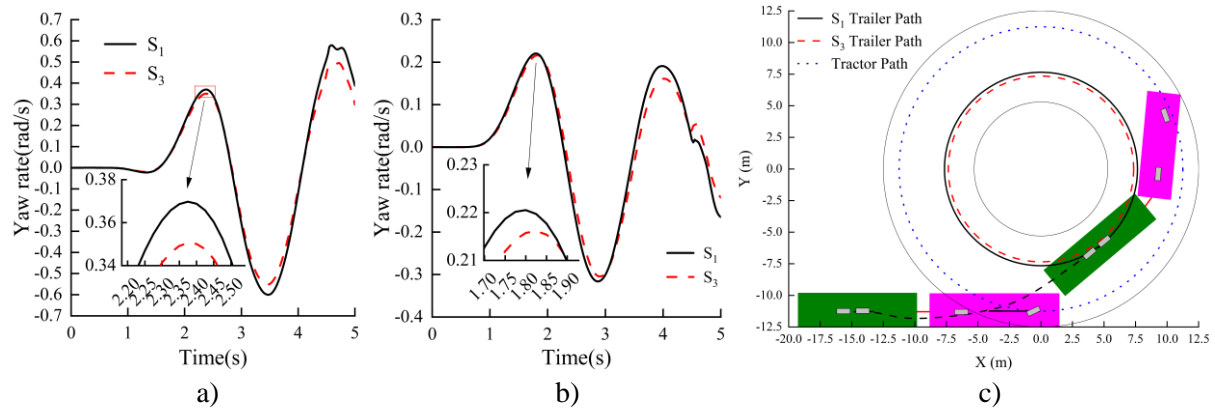 0.7
0.6
0.5
0.4
0.3
0.2
0.1
0.0
-0.1
-0.2
-0.3
-0.4
-0.5
-0.6
-0.7
Yaw rate(rad/s)
S1
S3
0.38
0.36
0.34
2.20
2.25
2.30
2.35
2.40
2.45
2.50
0 1 2 3 4 5
Time(s)
a)
0.4
0.3
0.2
0.1
0.0
-0.1
-0.2
-0.3
-0.4
Yaw rate(rad/s)
0.23
0.22
0.21
1.70
1.75
1.80
1.85
1.90
S1
S3
0 1 2 3 4 5
Time(s)
b)
12.5
10.0
7.5
5.0
2.5
0.0
-2.5
-5.0
-7.5
-10.0
-12.5
Y (m)
S1 Trailer Path
S3 Trailer Path
Tractor Path
-20.0 -17.5 -15.0 -12.5 -10.0 -7.5 -5.0 -2.5 0.0 2.5 5.0 7.5 10.0 12.5
X (m)
c)